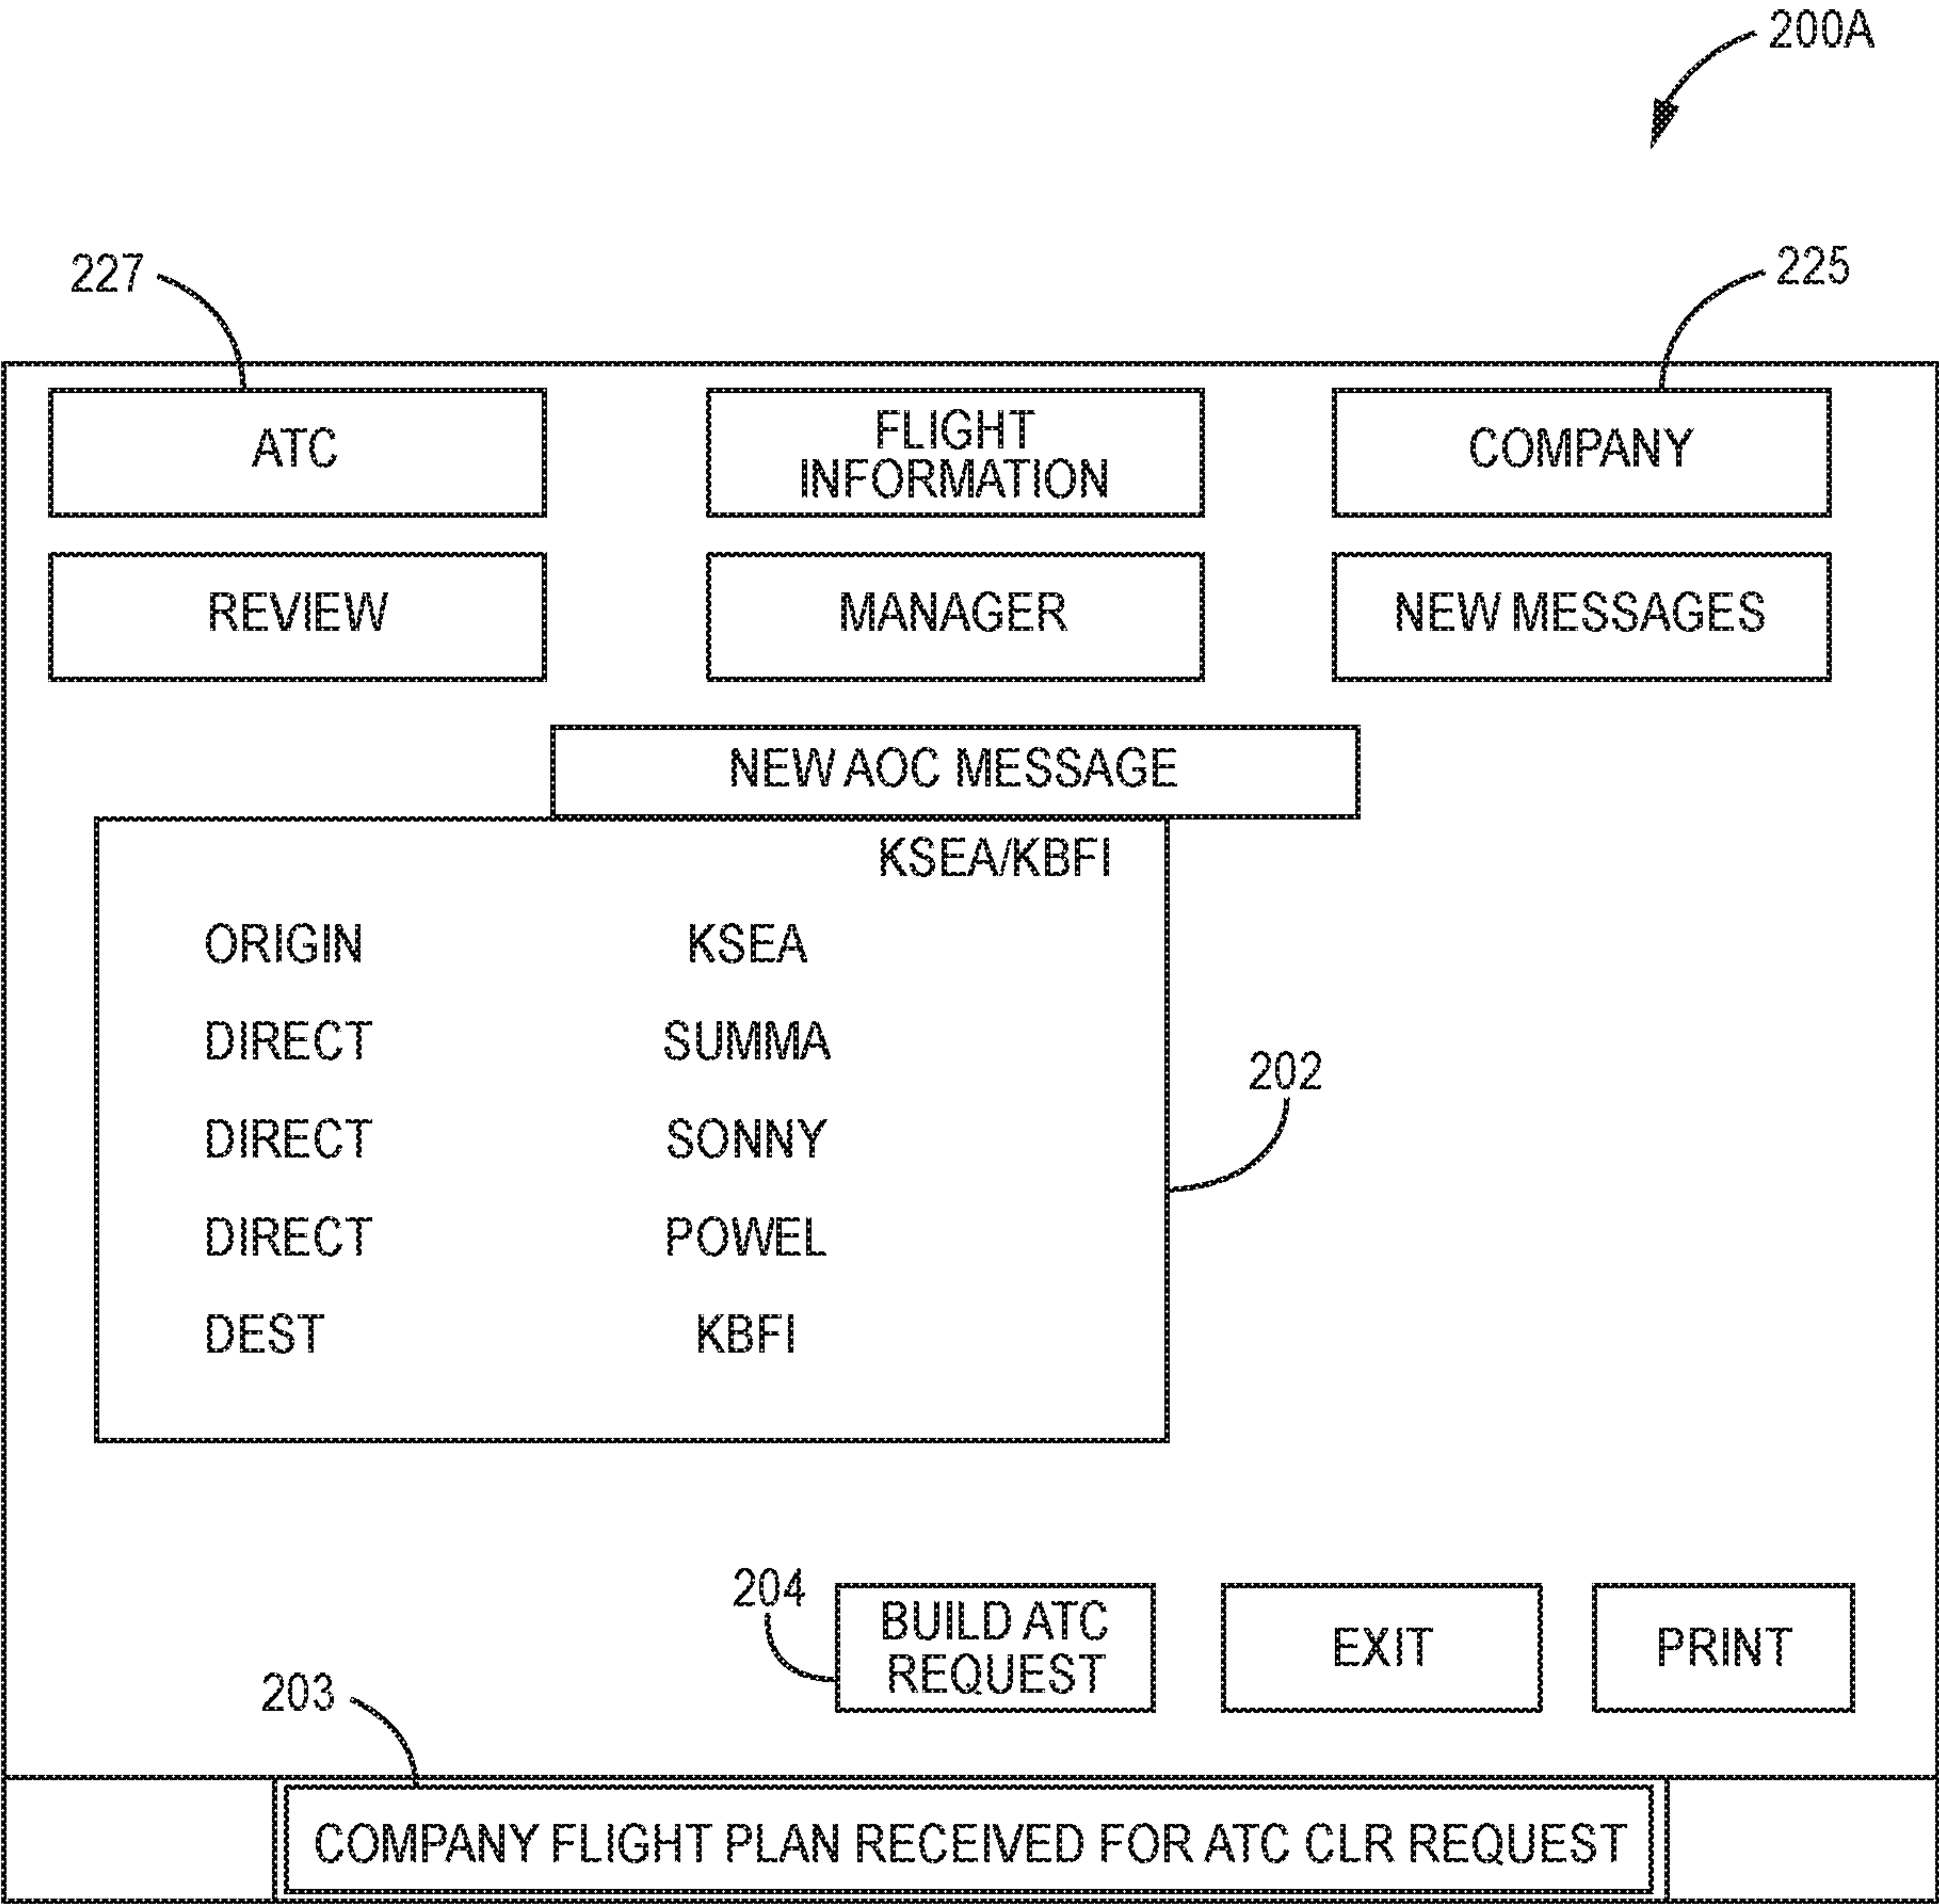 200A
227
225
ATC
FLIGHT
INFORMATION
COMPANY
REVIEW
MANAGER
NEW MESSAGES
NEW AOC MESSAGE
KSEA/KBFI
ORIGIN KSEA
DIRECT SUMMA
DIRECT SONNY
DIRECT POWEL
DEST KBFI
202
204
BUILD ATC
REQUEST
EXIT
PRINT
203
COMPANY FLIGHT PLAN RECEIVED FOR ATC CLR REQUEST